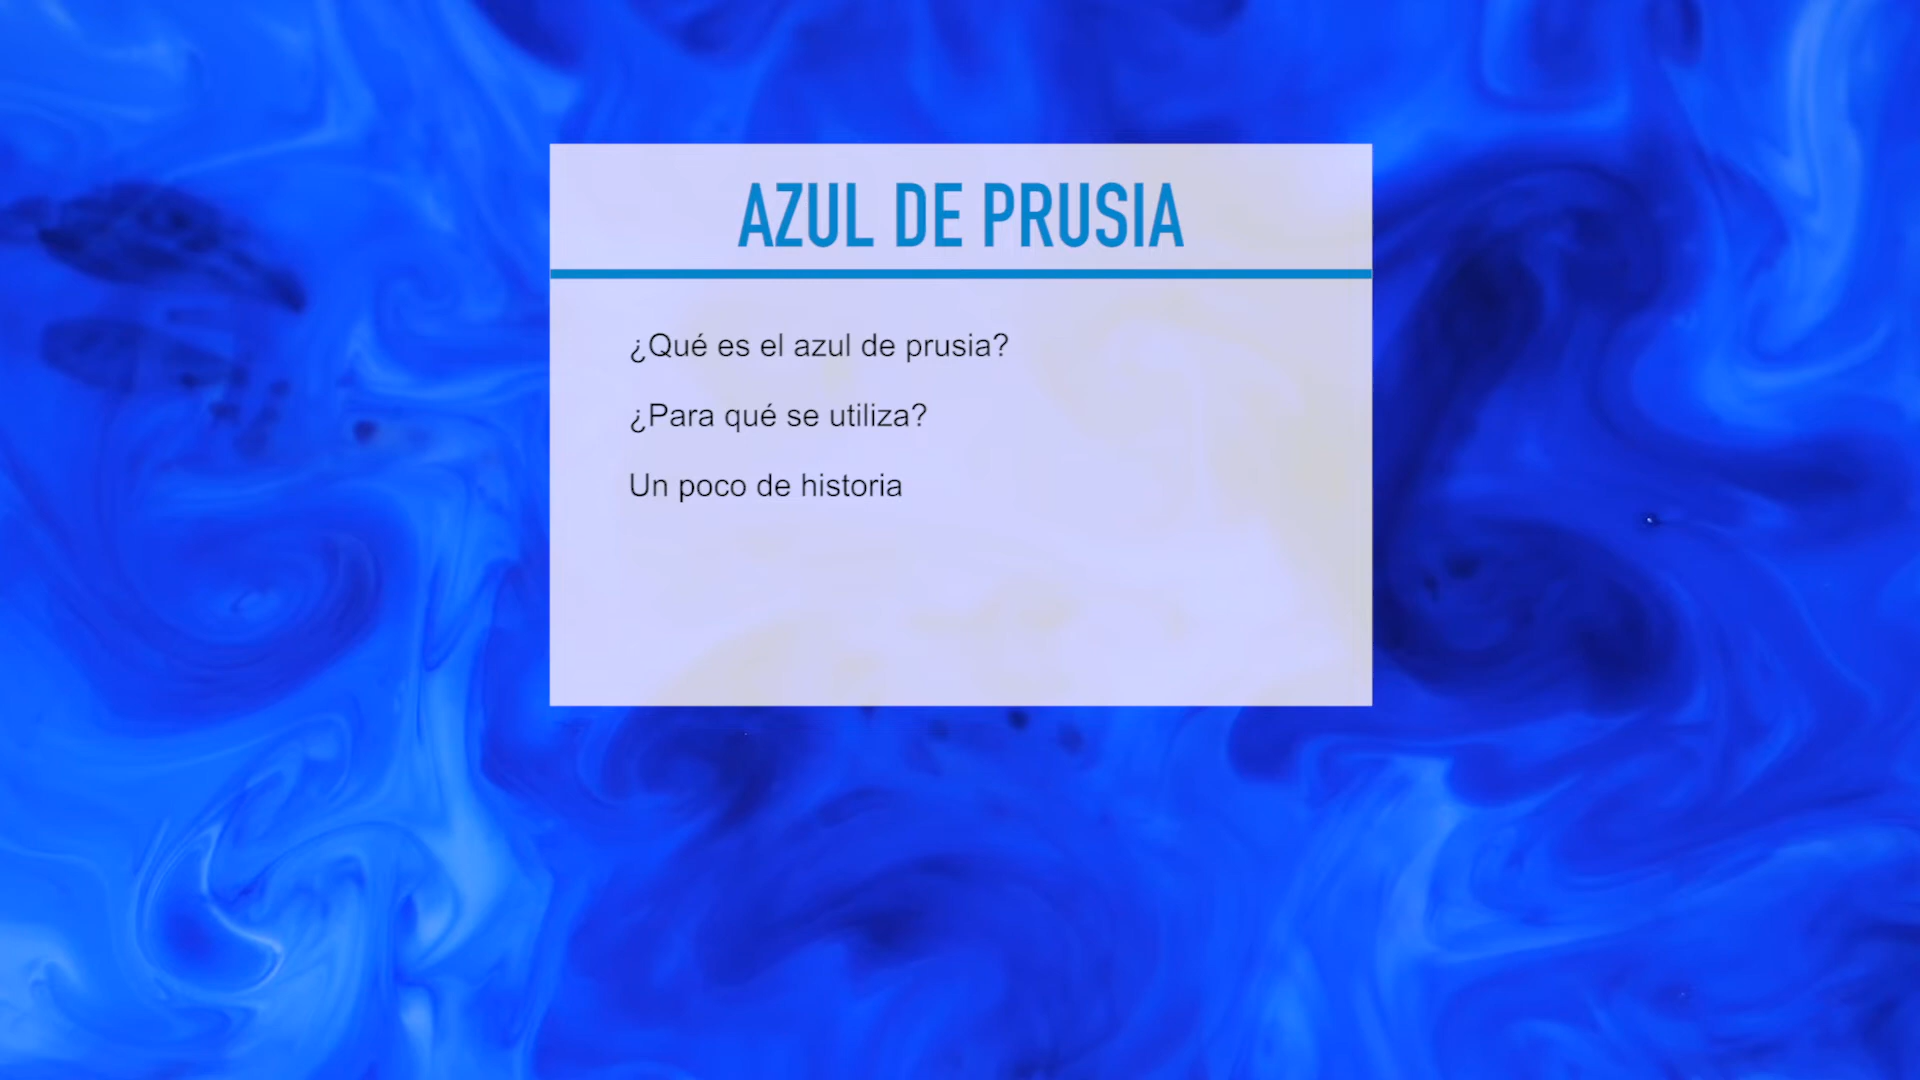 AZUL DE PRUSIA
¿Qué es el azul de prusia?
¿Para qué se utiliza?
Un poco de historia